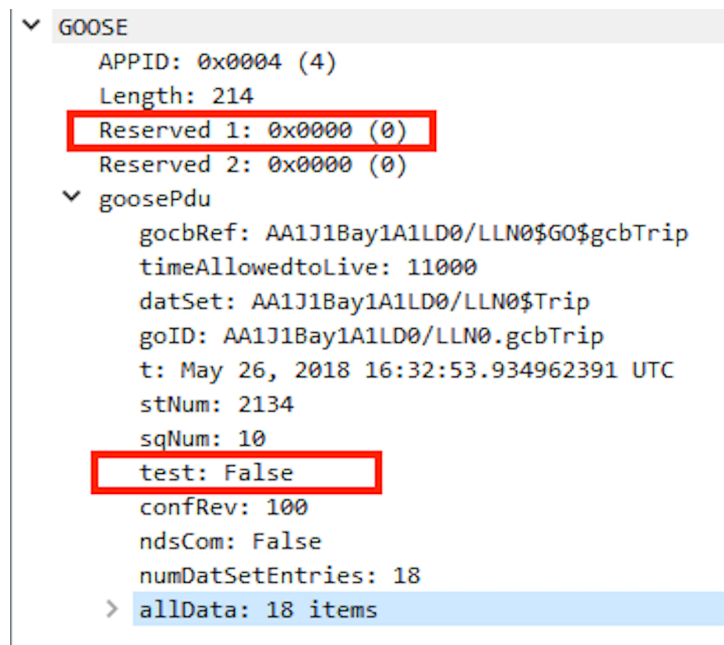 GOOSE
APPID: 0x0004 (4)
Length: 214
Reserved 1: 0x0000 (0)
Reserved 2: 0x0000 (0)
goosePdu
gocbRef: AA1J1Bay1A1LD0/LLN0$GO$gcbTrip
timeAllowedtoLive: 11000
datSet: AA1J1Bay1A1LD0/LLN0$Trip
goID: AA1J1Bay1A1LD0/LLN0.gcbTrip
t: May 26, 2018 16:32:53.934962391 UTC
stNum: 2134
sqNum: 10
test: False
confRev: 100
ndsCom: False
numDatSetEntries: 18
allData: 18 items